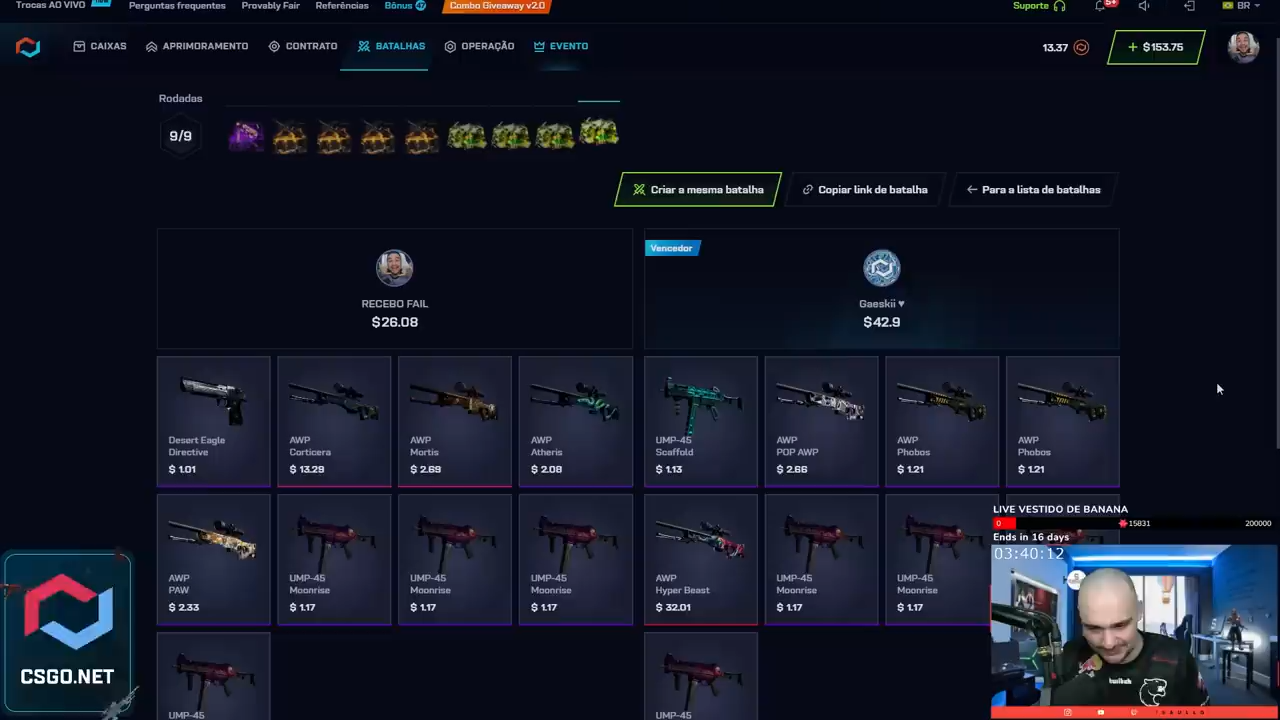 Trocas AO VIVO
Perguntas frequentes
Provably Fair
Referências
Bônus
Combo Giveaway v2.0
Suporte
5+
BR
CAIXAS
APRIMORAMENTO
CONTRATO
BATALHAS
OPERAÇÃO
EVENTO
13.37
+ $153.75
Rodadas
9/9
Criar a mesma batalha
Copiar link de batalha
Para a lista de batalhas
RECEBO FAIL
$26.08
Vencedor
Gaeskii ♥
$42.9
Desert Eagle
Directive
$ 1.01
AWP
Corticera
$ 13.29
AWP
Mortis
$ 2.69
AWP
Atheris
$ 2.08
UMP-45
Scaffold
$ 1.13
AWP
POP AWP
$ 2.66
AWP
Phobos
$ 1.21
AWP
Phobos
$ 1.21
AWP
PAW
$ 2.33
UMP-45
Moonrise
$ 1.17
UMP-45
Moonrise
$ 1.17
UMP-45
Moonrise
$ 1.17
AWP
Hyper Beast
$ 32.01
UMP-45
Moonrise
$ 1.17
UMP-45
Moonrise
$ 1.17
UMP-45
UMP-45
LIVE VESTIDO DE BANANA
0
15831
200000
Ends in 16 days
03:40:12
twitch
CSGO.NET